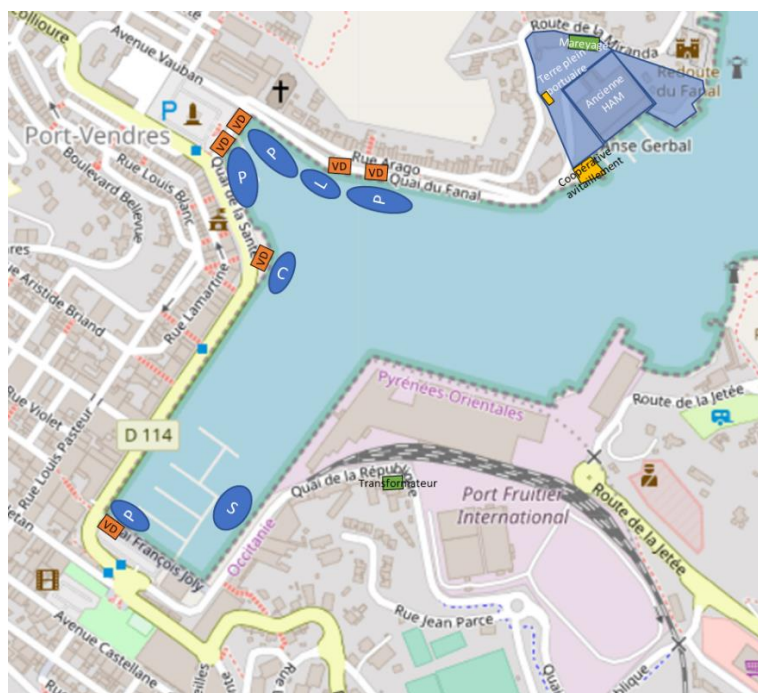 Collioure
Avenue Vauban
Route de la Miranda
Mareyage
Terre plein
portuaire
Redoute
du Fanal
Ancienne
HAM
Anse Gerbal
Coopérative
avitaillement
P
Port-Vendres
VD
VD
P
P
L
VD
VD
P
Rue Arago
Quai du Fanal
Rue Louis Blanc
Boulevard Bellevue
Quai de la Santé
VD
C
Rue Lamartine
Rue Aristide Briand
Rue Violet
Rue Louis Pasteur
D 114
Pyrénées-Orientales
Route de la Jetée
Quai de la République
Transformateur
Port Fruitier
International
Route de la Jetée
P
VD
S
Quai François Joly
Occitanie
Rue Jean Parce
Avenue Castellane